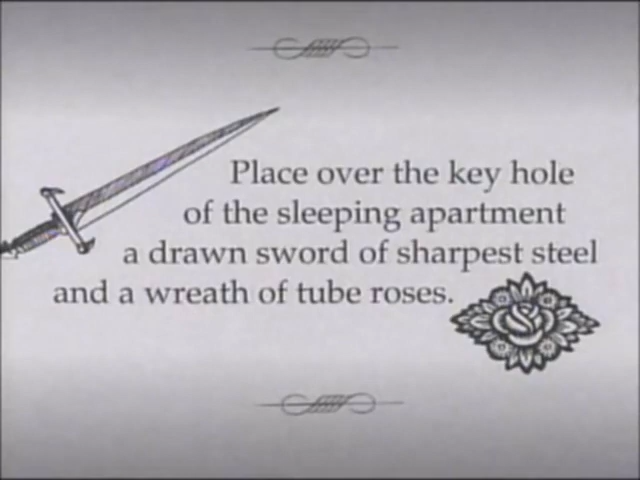 Place over the key hole
of the sleeping apartment
a drawn sword of sharpest steel
and a wreath of tube roses.